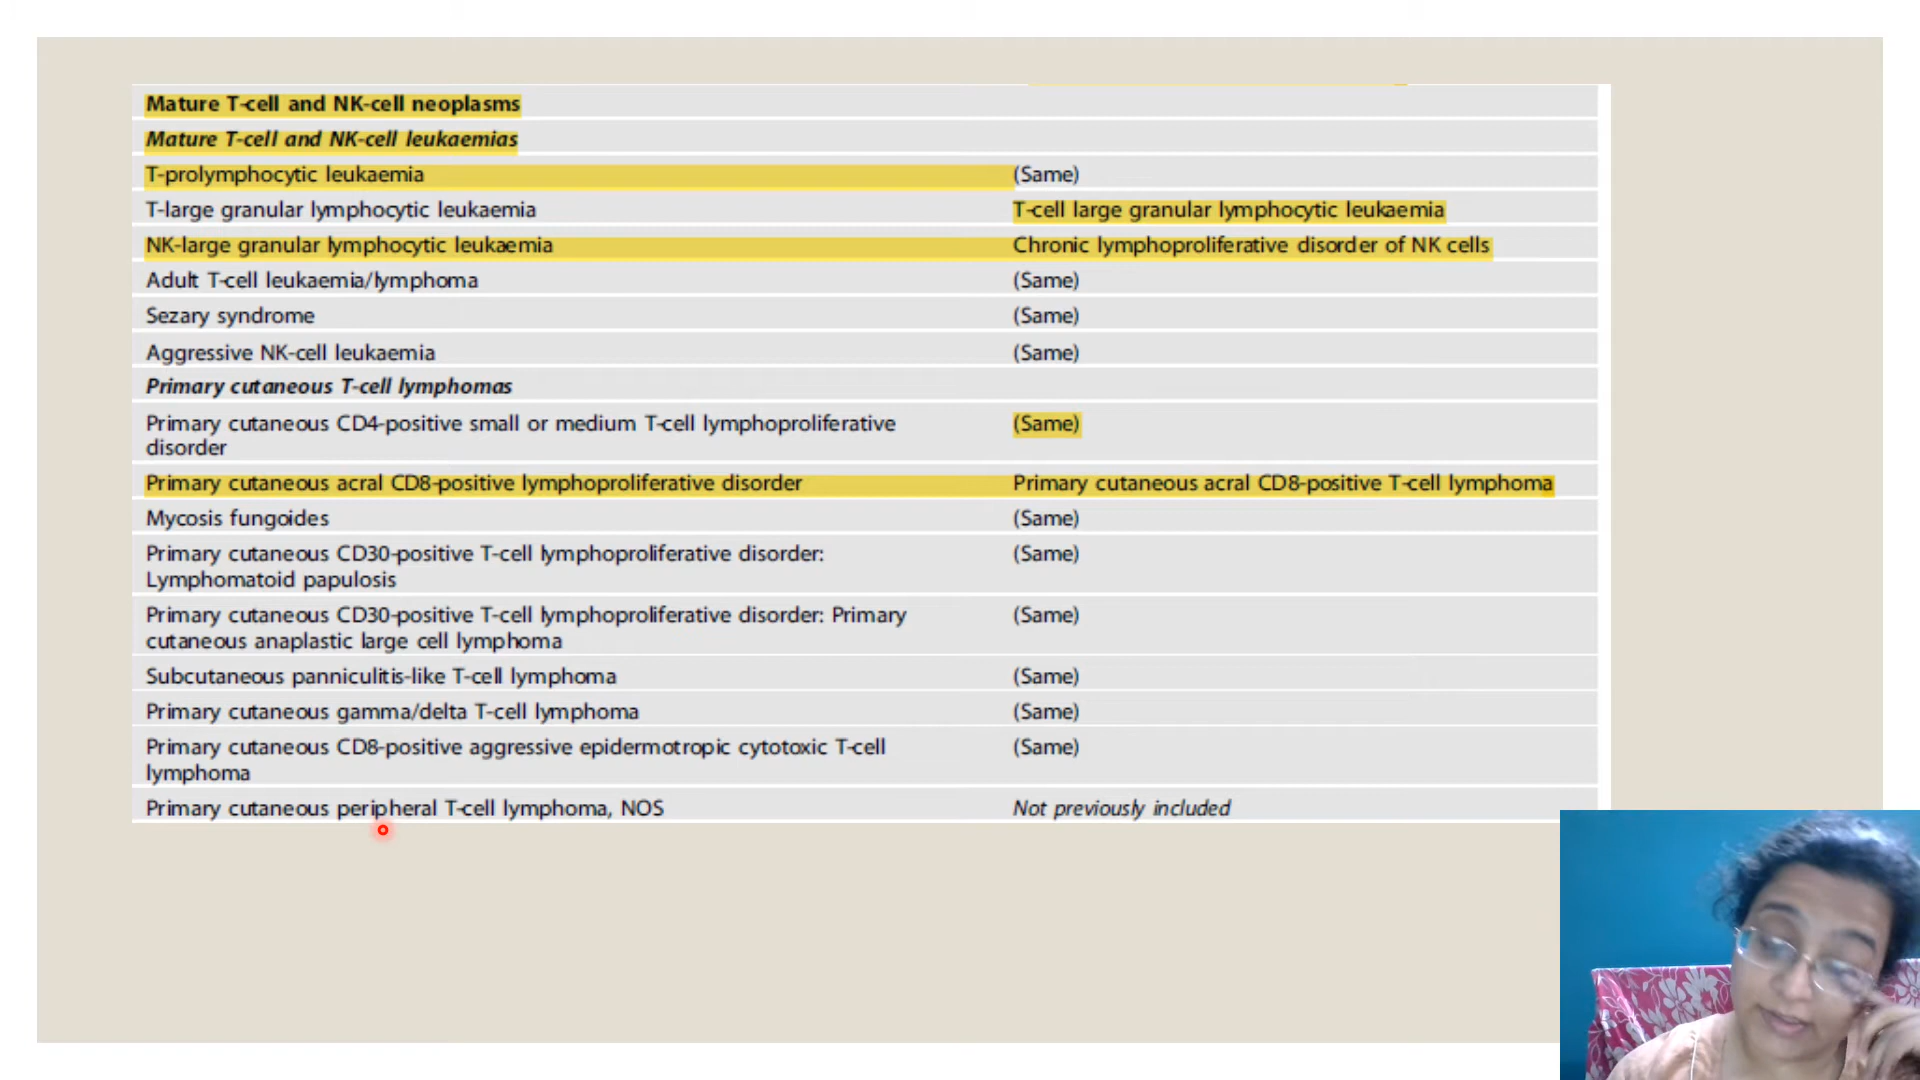 Mature T-cell and NK-cell neoplasms
Mature T-cell and NK-cell leukaemias
T-prolymphocytic leukaemia (Same)
T-large granular lymphocytic leukaemia T-cell large granular lymphocytic leukaemia
NK-large granular lymphocytic leukaemia Chronic lymphoproliferative disorder of NK cells
Adult T-cell leukaemia/lymphoma (Same)
Sezary syndrome (Same)
Aggressive NK-cell leukaemia (Same)
Primary cutaneous T-cell lymphomas
Primary cutaneous CD4-positive small or medium T-cell lymphoproliferative (Same)
disorder
Primary cutaneous acral CD8-positive lymphoproliferative disorder Primary cutaneous acral CD8-positive T-cell lymphoma
Mycosis fungoides (Same)
Primary cutaneous CD30-positive T-cell lymphoproliferative disorder: (Same)
Lymphomatoid papulosis
Primary cutaneous CD30-positive T-cell lymphoproliferative disorder: Primary (Same)
cutaneous anaplastic large cell lymphoma
Subcutaneous panniculitis-like T-cell lymphoma (Same)
Primary cutaneous gamma/delta T-cell lymphoma (Same)
Primary cutaneous CD8-positive aggressive epidermotropic cytotoxic T-cell (Same)
lymphoma
Primary cutaneous peripheral T-cell lymphoma, NOS Not previously included